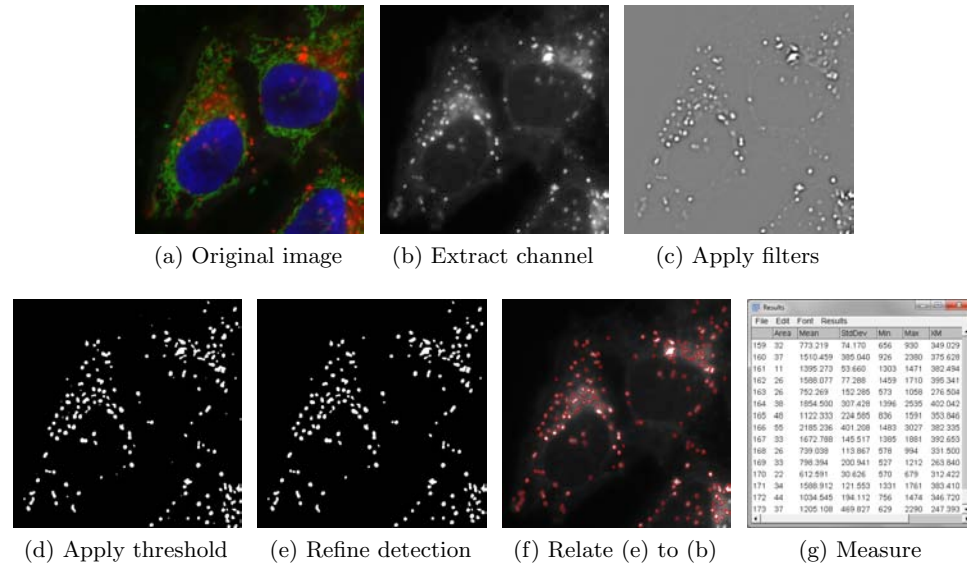 (a) Original image
(b) Extract channel
(c) Apply filters
Results
File Edit Font Results
Area Mean StdDev Min Max XM
159 32 773.219 74.170 656 930 349.029
160 37 1510.459 385.040 926 2380 375.628
161 11 1395.273 53.660 1303 1471 382.494
162 26 1588.077 77.288 1459 1710 395.341
163 26 752.269 152.285 573 1058 276.504
164 38 1854.500 307.428 1396 2535 402.042
165 48 1122.333 224.585 836 1591 353.846
166 55 2185.236 401.208 1483 3027 382.335
167 33 1672.788 145.517 1385 1881 392.653
168 26 739.038 113.867 578 994 331.500
169 33 798.394 200.941 527 1212 263.840
170 22 612.591 30.626 570 679 312.422
171 34 1588.912 121.553 1331 1761 383.410
172 44 1034.545 194.112 756 1474 346.720
173 37 1205.108 469.827 629 2290 247.393
(d) Apply threshold
(e) Refine detection
(f) Relate (e) to (b)
(g) Measure